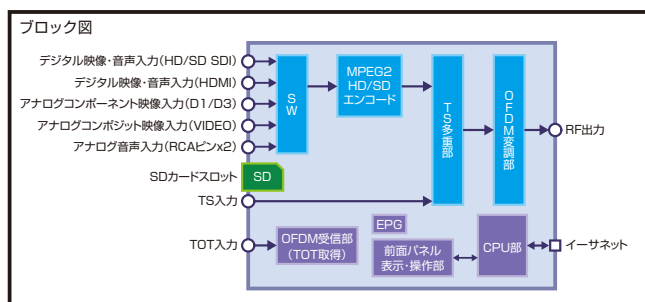 ブロック図
デジタル映像・音声入力(HD/SD SDI)
デジタル映像・音声入力(HDMI)
アナログコンポーネント映像入力(D1/D3)
アナログコンポジット映像入力(VIDEO)
アナログ音声入力(RCAピンx2)
SDカードスロット
TS入力
TOT入力
SW
MPEG2
HD/SD
エンコード
TS多重部
OFDM変調部
RF出力
SD
OFDM受信部
(TOT取得)
EPG
前面パネル
表示・操作部
CPU部
イーサネット